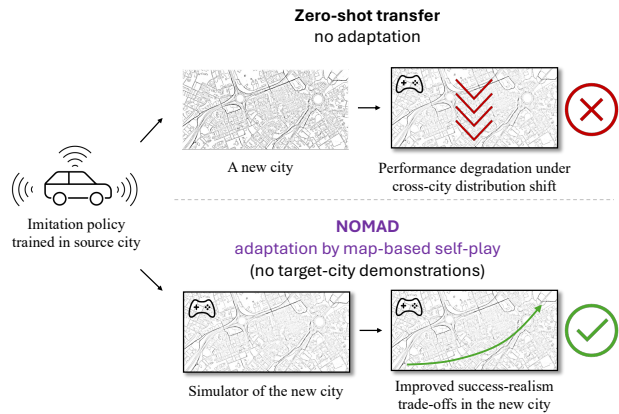 Zero-shot transfer
no adaptation
A new city
Performance degradation under
cross-city distribution shift
Imitation policy
trained in source city
NOMAD
adaptation by map-based self-play
(no target-city demonstrations)
Simulator of the new city
Improved success-realism
trade-offs in the new city